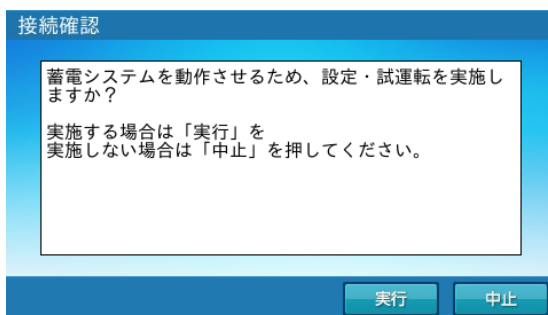 接続確認
蓄電システムを動作させるため、設定・試運転を実施し
ますか？
実施する場合は「実行」を
実施しない場合は「中止」を押してください。
実行
中止